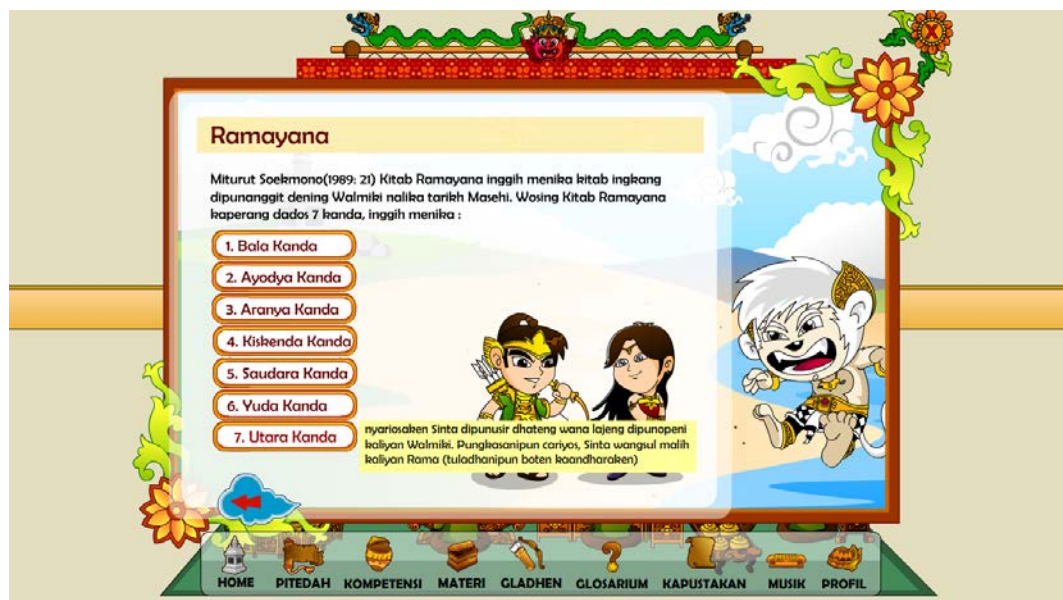 X
Ramayana
Miturut Soekmono(1989: 21) Kitab Ramayana inggih menika kitab ingkang
dipunanggit dening Walmiki nalika tarikh Masehi. Wosing Kitab Ramayana
kaperang dados 7 kanda, inggih menika :
1. Bala Kanda
2. Ayodya Kanda
3. Aranya Kanda
4. Kiskenda Kanda
5. Saudara Kanda
6. Yuda Kanda
7. Utara Kanda
nyariosaken Sinta dipunusir dhateng wana lajeng dipunopeni
kaliyan Walmiki. Pungkasanipun cariyos, Sinta wangsul malih
kaliyan Rama (tuladhanipun boten kaandharaken)
HOME PITEDAH KOMPETENSI MATERI GLADHEN GLOSARIUM KAPUSTAKAN MUSIK PROFIL